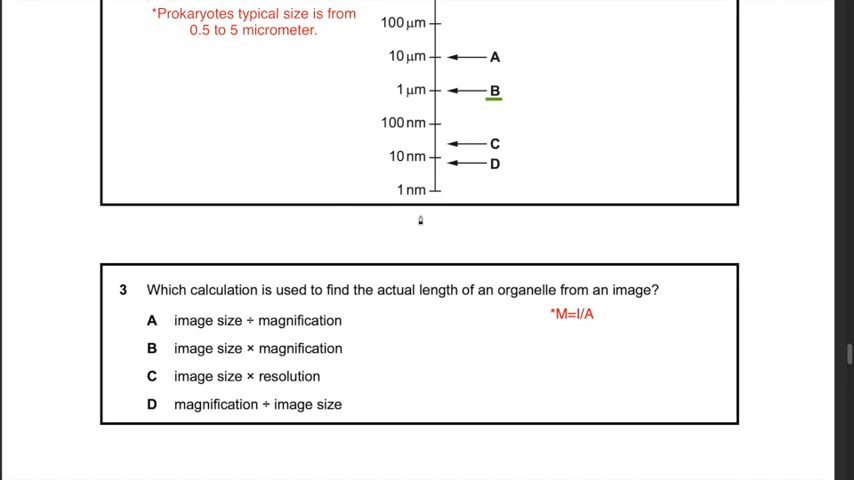 *Prokaryotes typical size is from
0.5 to 5 micrometer.
100 μm
10 μm
A
1 μm
B
100 nm
C
10 nm
D
1 nm
3 Which calculation is used to find the actual length of an organelle from an image?
*M=I/A
A image size ÷ magnification
B image size × magnification
C image size × resolution
D magnification ÷ image size